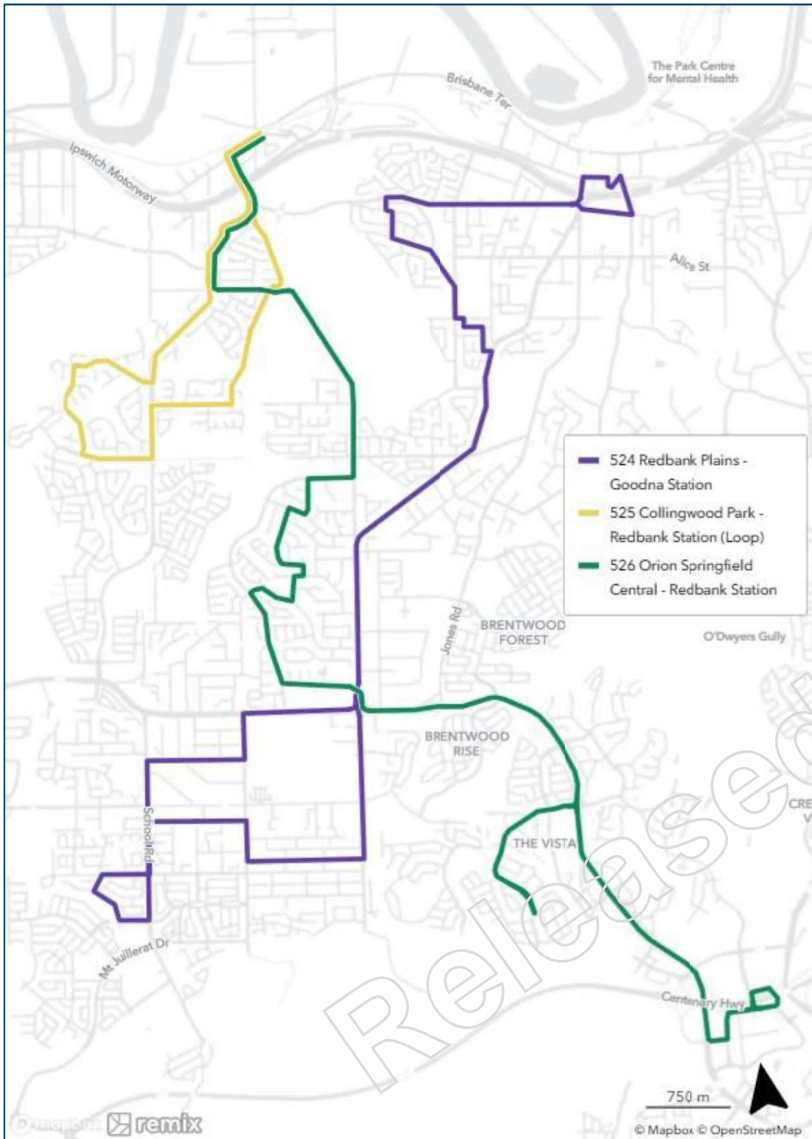 The Park Centre
for Mental Health
Brisbane Ter
Ipswich Motorway
Alice St
524 Redbank Plains -
Goodna Station
525 Collingwood Park -
Redbank Station (Loop)
526 Orion Springfield
Central - Redbank Station
Jones Rd
BRENTWOOD
FOREST
O'Dwyers Gully
BRENTWOOD
RISE
CRE
V
School Rd
THE VISTA
Mt Juillerat Dr
Centenary Hwy
Released
750 m
mapbox remix
© Mapbox © OpenStreetMap